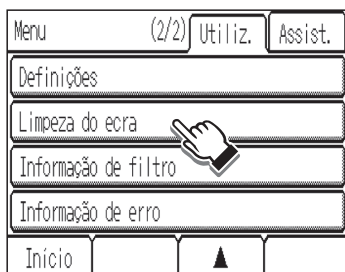 Menu (2/2) Utiliz. Assist.
Definições
Limpeza do ecra
Informação de filtro
Informação de erro
Início